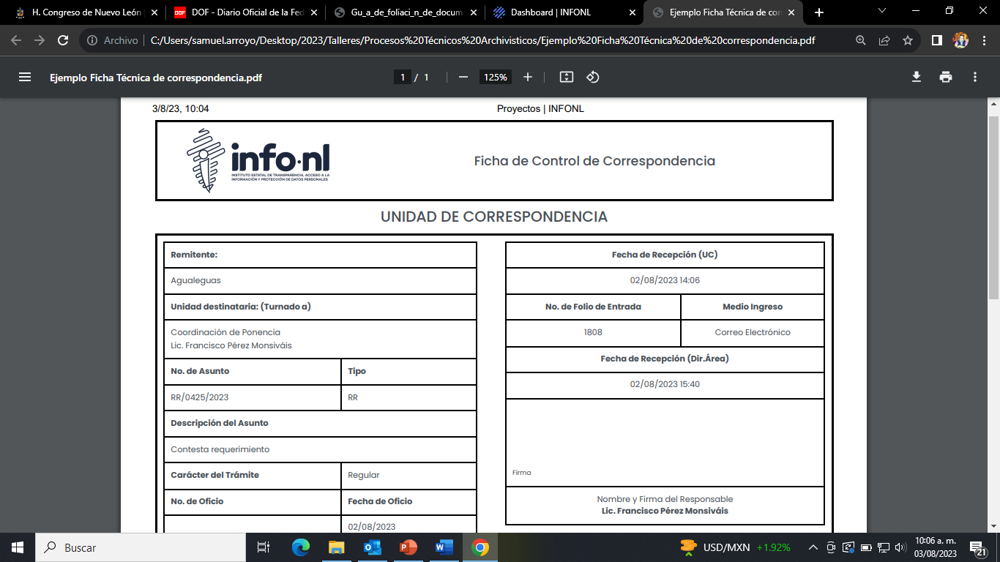 H. Congreso de Nuevo León
DOF - Diario Oficial de la Fed
Gu_a_de_foliaci_n_de_docum
Dashboard | INFONL
Ejemplo Ficha Técnica de con
Archivo
C:/Users/samuel.arroyo/Desktop/2023/Talleres/Procesos%20Técnicos%20Archivisticos/Ejemplo%20Ficha%20Técnica%20de%20correspondencia.pdf
Ejemplo Ficha Técnica de correspondencia.pdf
1 / 1
125%
3/8/23, 10:04
Proyectos | INFONL
info·nl
INSTITUTO ESTATAL DE TRANSPARENCIA, ACCESO A LA
INFORMACIÓN Y PROTECCIÓN DE DATOS PERSONALES
Ficha de Control de Correspondencia
UNIDAD DE CORRESPONDENCIA
Remitente:
Agualeguas
Unidad destinataria: (Turnado a)
Coordinación de Ponencia
Lic. Francisco Pérez Monsiváis
No. de Asunto
Tipo
RR/0425/2023
RR
Descripción del Asunto
Contesta requerimiento
Carácter del Trámite
Regular
No. de Oficio
Fecha de Oficio
02/08/2023
Fecha de Recepción (UC)
02/08/2023 14:06
No. de Folio de Entrada
Medio Ingreso
1808
Correo Electrónico
Fecha de Recepción (Dir.Área)
02/08/2023 15:40
Firma
Nombre y Firma del Responsable
Lic. Francisco Pérez Monsiváis
Buscar
USD/MXN +1.92%
10:06 a. m.
03/08/2023
21